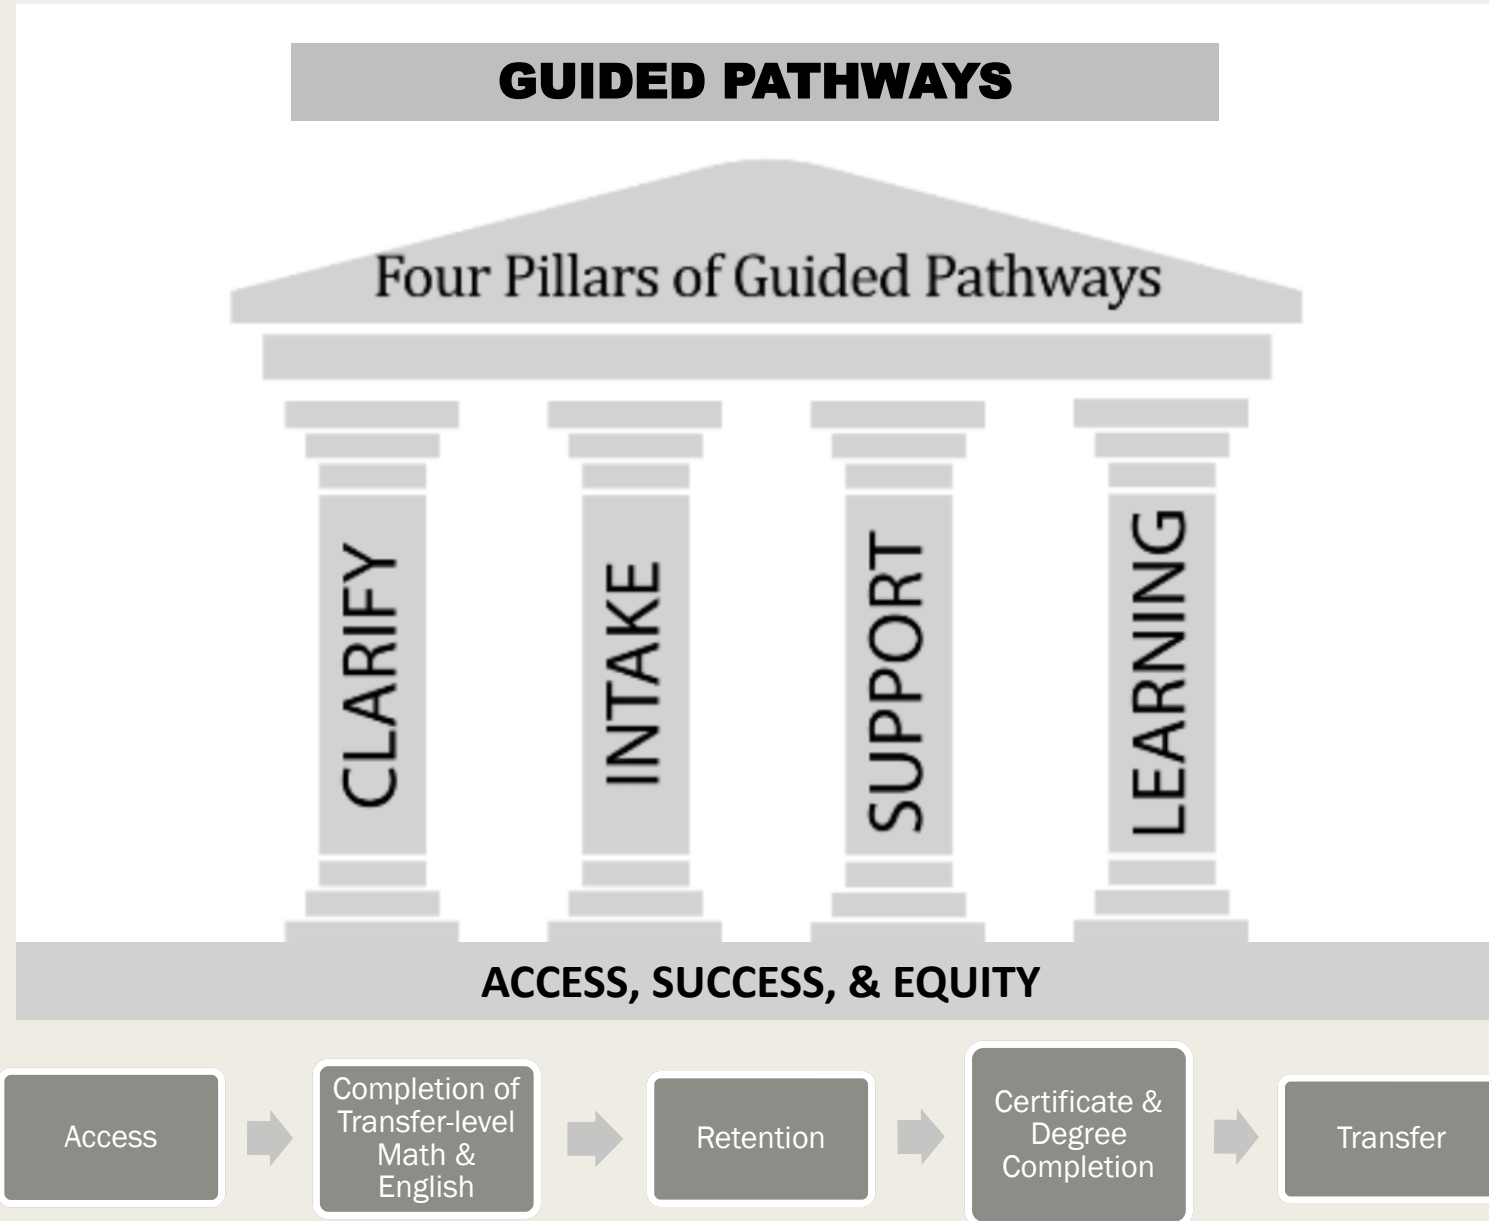 GUIDED PATHWAYS
Four Pillars of Guided Pathways
CLARIFY
INTAKE
SUPPORT
LEARNING
ACCESS, SUCCESS, & EQUITY
Access
Completion of
Transfer-level
Math &
English
Retention
Certificate &
Degree
Completion
Transfer